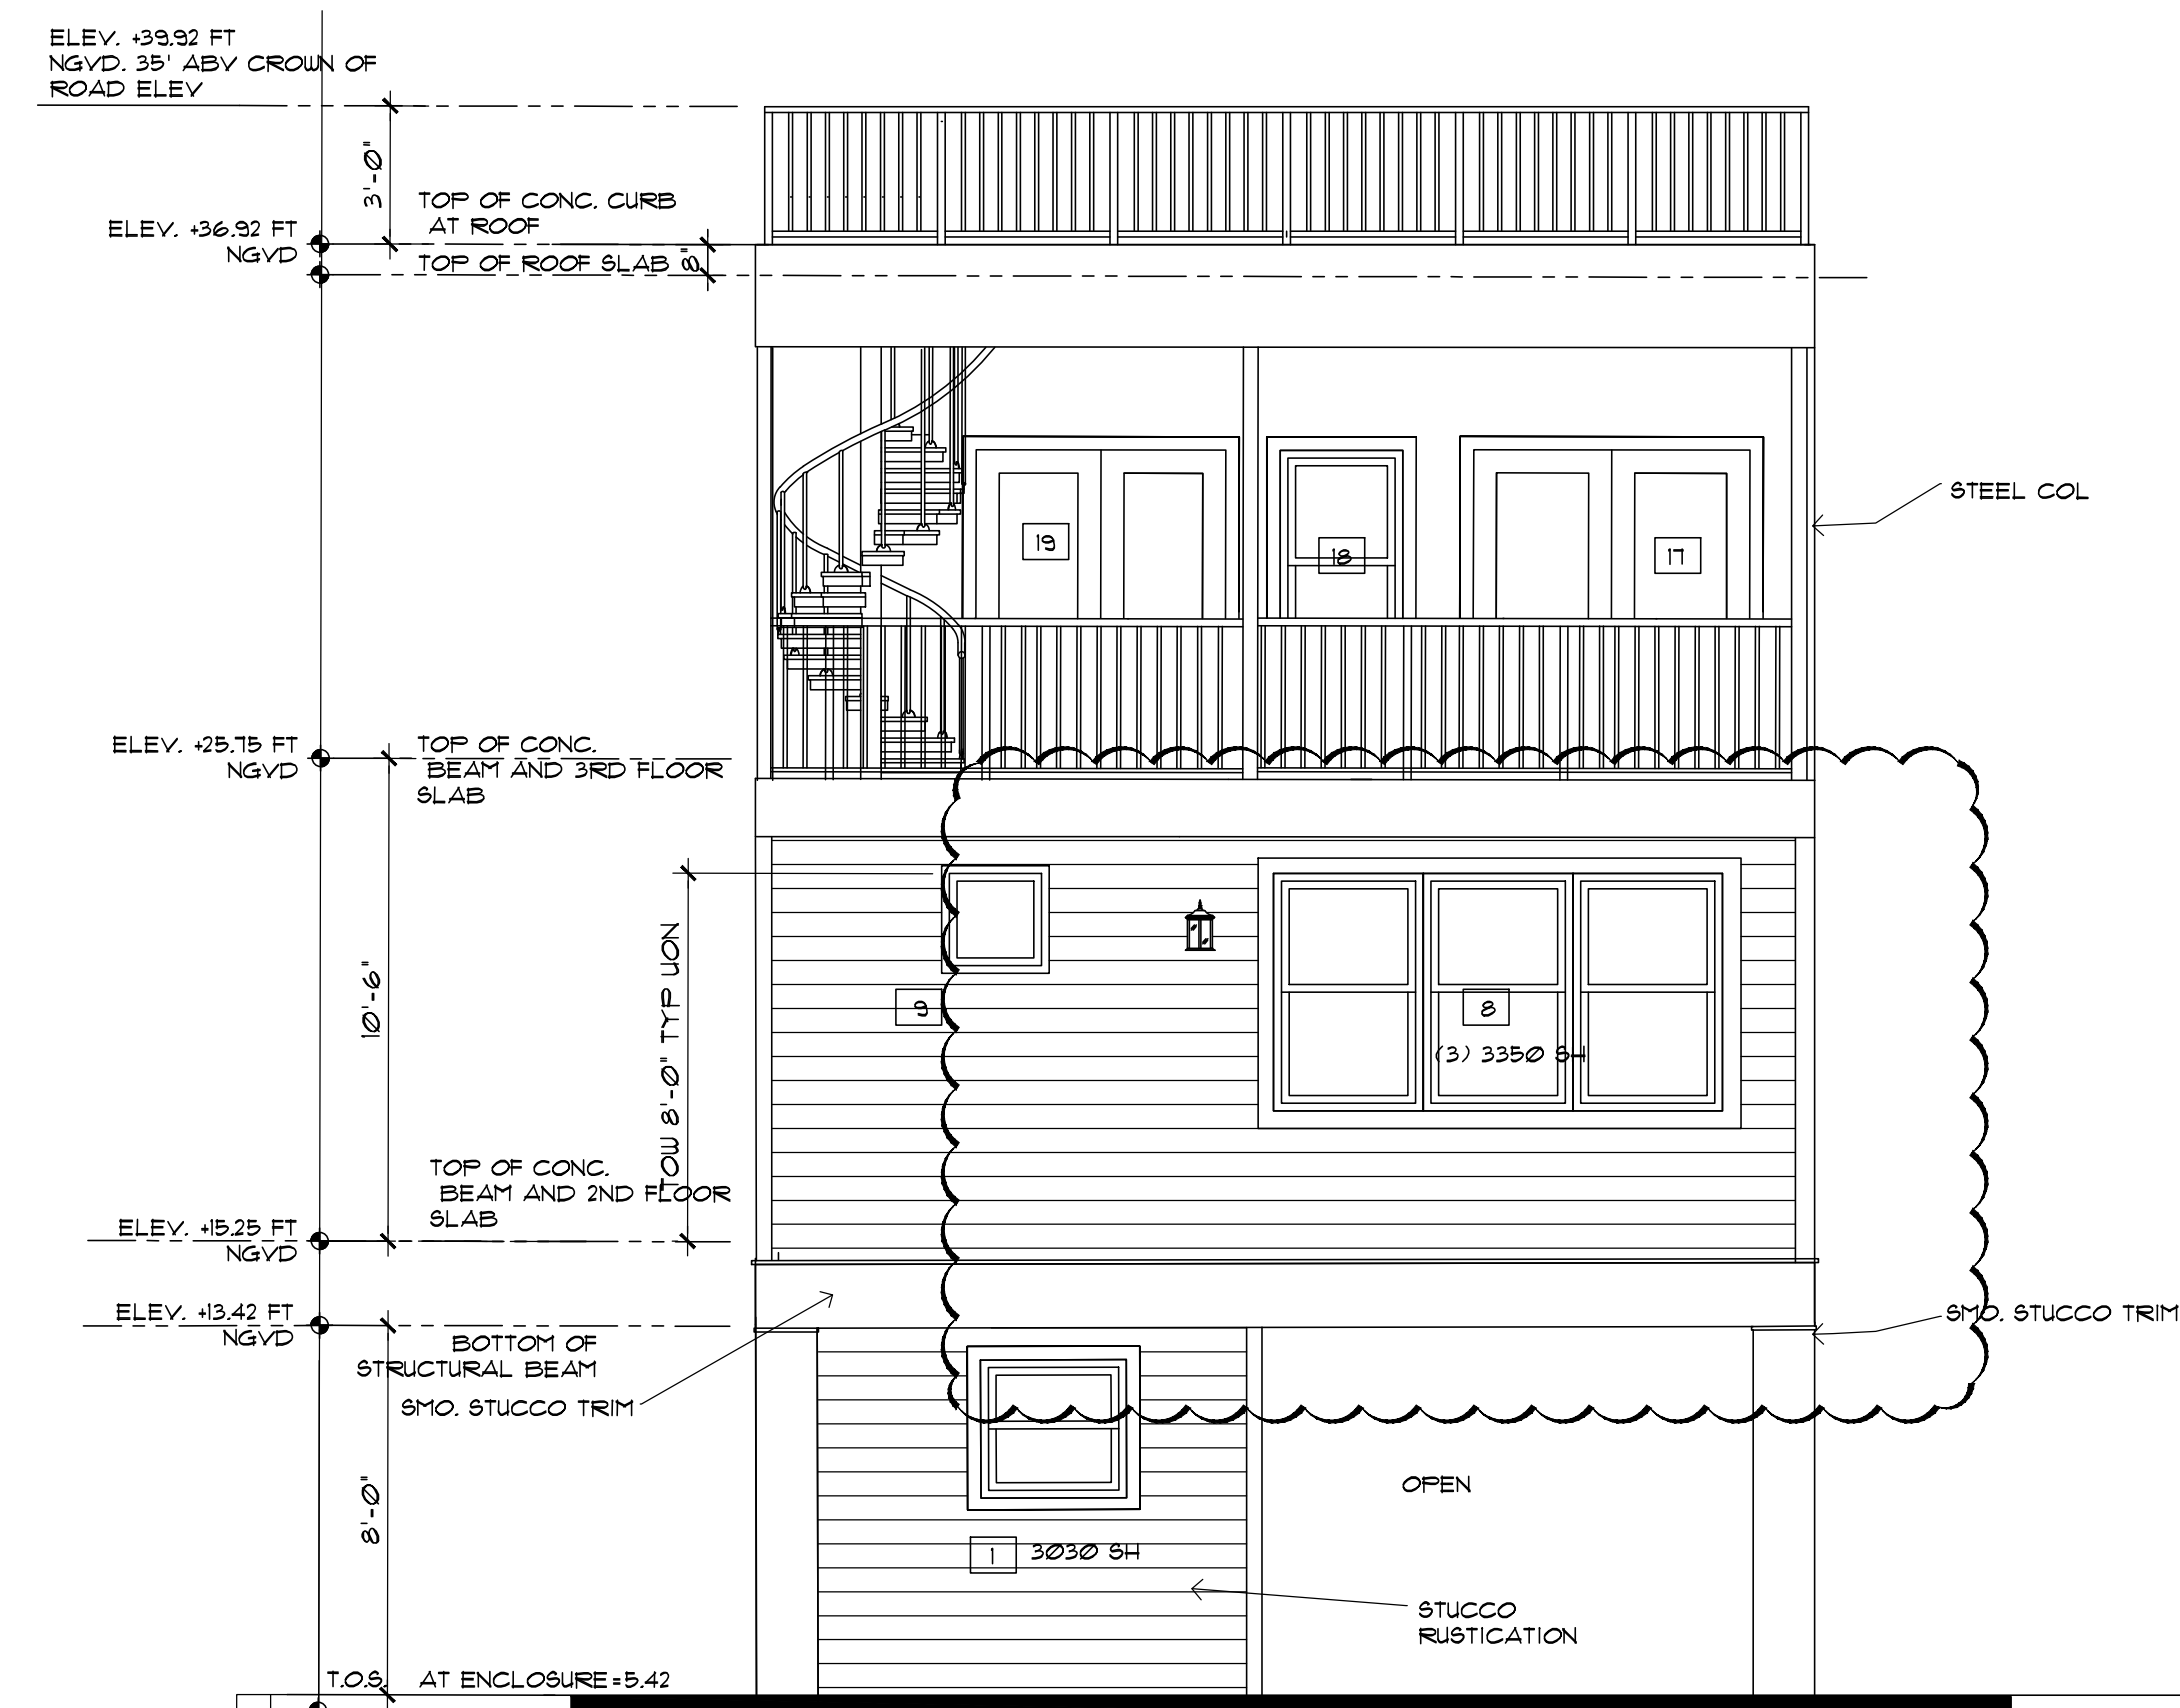 ELEV. +39.92 FT
NGVD. 35' ABV CROWN OF
ROAD ELEV
3'-0"
TOP OF CONC. CURB
AT ROOF
ELEV. +36.92 FT
NGVD
TOP OF ROOF SLAB
8"
STEEL COL
19
18
17
ELEV. +25.75 FT
NGVD
TOP OF CONC.
BEAM AND 3RD FLOOR
SLAB
10'-6"
TOW 8'-0" TYP UON
9
8
(3) 3350 SH
TOP OF CONC.
BEAM AND 2ND FLOOR
SLAB
ELEV. +15.25 FT
NGVD
ELEV. +13.42 FT
NGVD
BOTTOM OF
STRUCTURAL BEAM
SMO. STUCCO TRIM
SMO. STUCCO TRIM
8'-0"
OPEN
1
3030 SH
STUCCO
RUSTICATION
T.O.S. AT ENCLOSURE=5.42